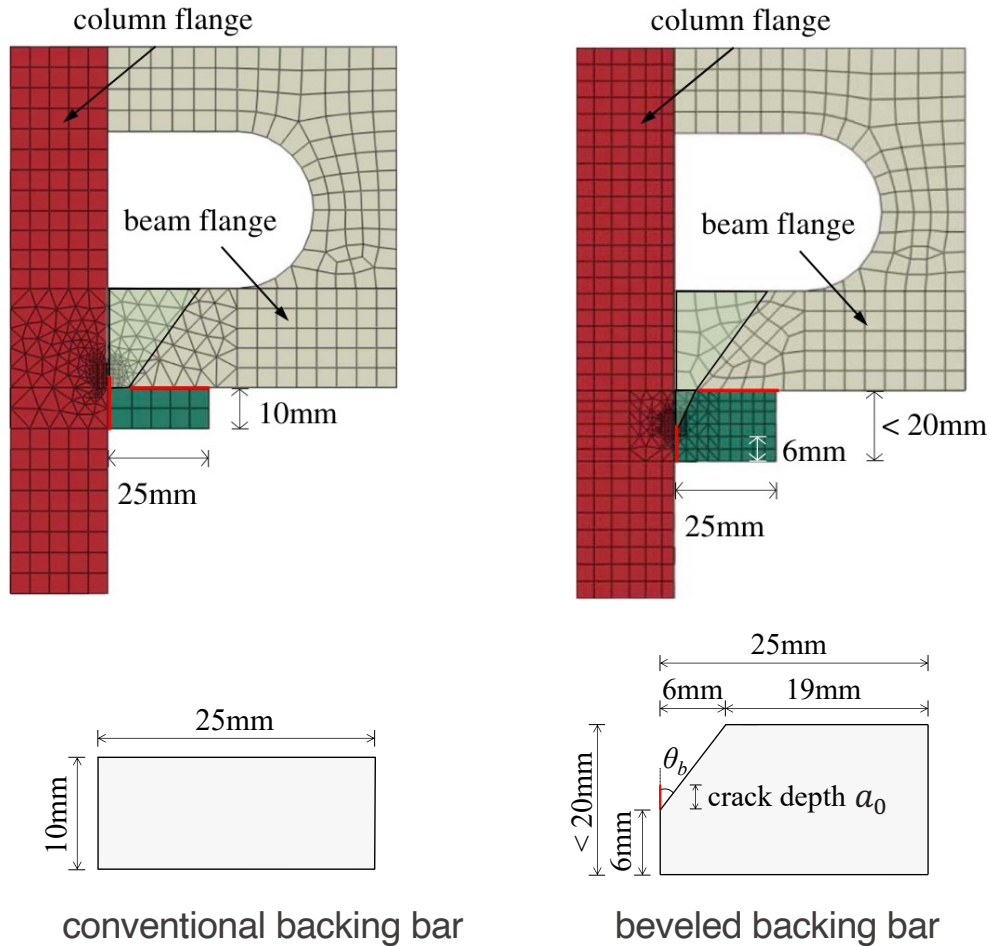 column flange
column flange
beam flange
beam flange
10mm
25mm
< 20mm
6mm
25mm
25mm
10mm
conventional backing bar
25mm
6mm
19mm
θb
< 20mm
6mm
crack depth a0
beveled backing bar